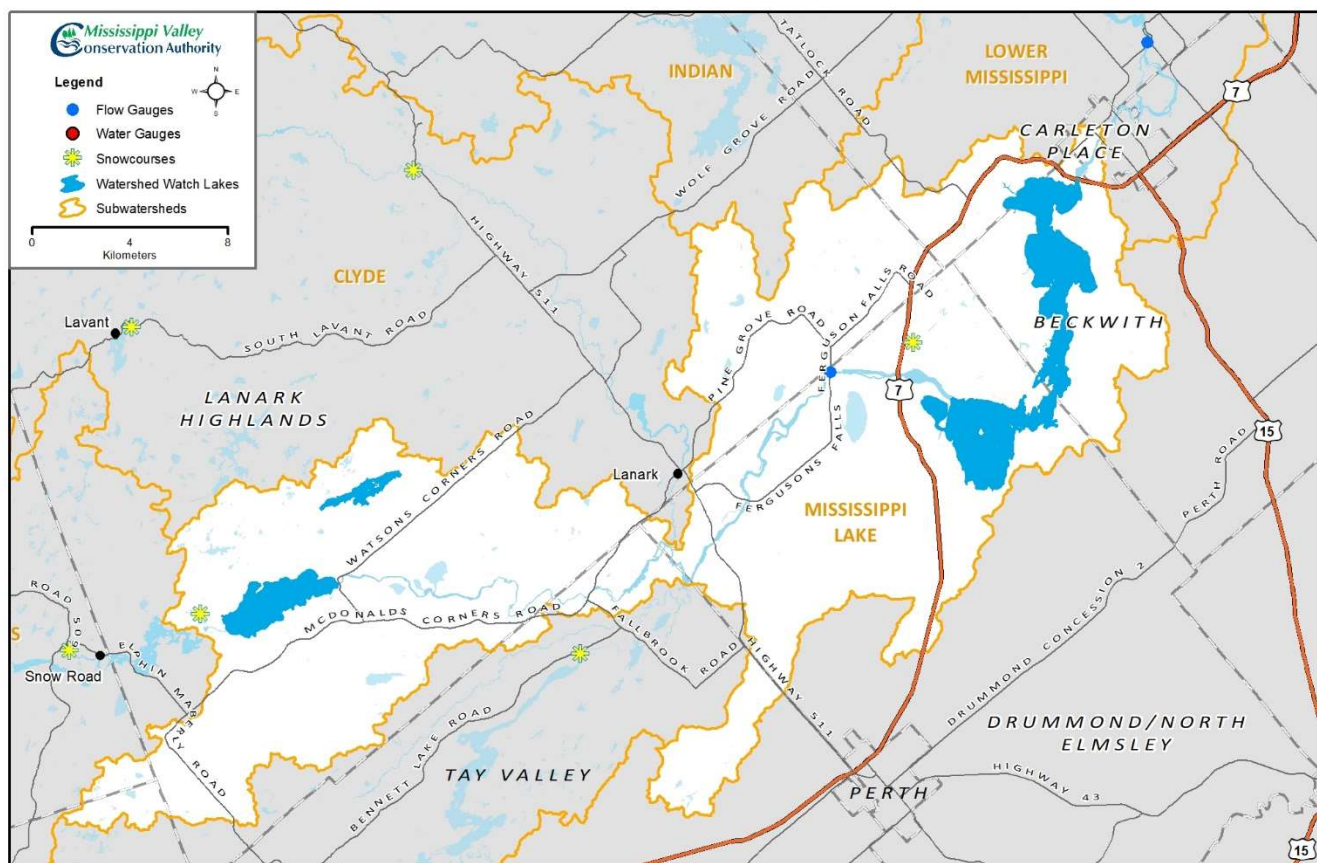 Mississippi Valley
Conservation Authority
Legend
N
W
E
S
Flow Gauges
Water Gauges
Snowcourses
Watershed Watch Lakes
Subwatersheds
0 4 8
Kilometers
INDIAN
LOWER
MISSISSIPPI
TATLOCK ROAD
7
CARLETON
PLACE
WOLF GROVE ROAD
HIGHWAY 511
CLYDE
Lavant
SOUTH LAVANT ROAD
FERGUSON FALLS ROAD
PINE GROVE ROAD
BECKWITH
LANARK
HIGHLANDS
7
15
WATSONS CORNERS ROAD
Lanark
FERGUSONS FALLS
PERTH ROAD
MISSISSIPPI
LAKE
ROAD 509
S
MCDONALDS CORNERS ROAD
FALLBROOK ROAD
HIGHWAY 511
DRUMMOND CONCESSION 2
Snow Road
ELPHIN MABERLY ROAD
BENNETT LAKE ROAD
TAY VALLEY
DRUMMOND/NORTH
ELMSLEY
PERTH
HIGHWAY 43
15